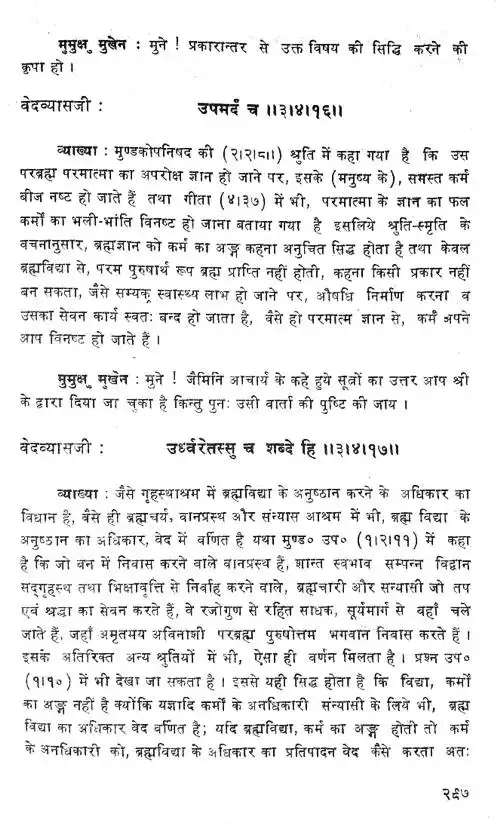 मुमुक्षु मुखेन : मुने ! प्रकारान्तर से उक्त विषय की सिद्धि करने की
कृपा हो ।
वेदव्यासजी : उपमर्दं च ॥३।४।१६॥
व्याख्या : मुण्डकोपनिषद की (२।२।८॥) श्रुति में कहा गया है कि उस
परब्रह्म परमात्मा का अपरोक्ष ज्ञान हो जाने पर, इसके (मनुष्य के), समस्त कर्म
बीज नष्ट हो जाते हैं तथा गीता (४।३७) में भी, परमात्मा के ज्ञान का फल
कर्मों का भली-भांति विनष्ट हो जाना बताया गया है इसलिये श्रुति-स्मृति के
वचनानुसार, ब्रह्मज्ञान को कर्म का अङ्ग कहना अनुचित सिद्ध होता है तथा केवल
ब्रह्मविद्या से, परम पुरुषार्थ रूप ब्रह्म प्राप्ति नहीं होती, कहना किसी प्रकार नहीं
बन सकता, जैसे सम्यक् स्वास्थ्य लाभ हो जाने पर, औषधि निर्माण करना व
उसका सेवन कार्य स्वतः बन्द हो जाता है, वैसे हो परमात्म ज्ञान से, कर्म अपने
आप विनष्ट हो जाते हैं ।
मुमुक्षु मुखेन : मुने ! जैमिनि आचार्य के कहे हुये सूत्रों का उत्तर आप श्री
के द्वारा दिया जा चुका है किन्तु पुनः उसी वार्ता की पुष्टि की जाय ।
वेदव्यासजी : उर्ध्वरेतस्सु च शब्दे हि ॥३।४।१७॥
व्याख्या : जैसे गृहस्थाश्रम में ब्रह्मविद्या के अनुष्ठान करने के अधिकार का
विधान है, वैसे ही ब्रह्मचर्य, वानप्रस्थ और संन्यास आश्रम में भी, ब्रह्म विद्या के
अनुष्ठान का अधिकार, वेद में वणित है यथा मुण्ड० उप० (१।२।११) में कहा
है कि जो वन में निवास करने वाले वानप्रस्थ हैं, शान्त स्वभाव सम्पन्न विद्वान
सद्गृहस्थ तथा भिक्षावृत्ति से निर्वाह करने वाले, ब्रह्मचारी और सन्यासी जो तप
एवं श्रद्धा का सेवन करते हैं, वे रजोगुण से रहित साधक, सूर्यमार्ग से वहाँ चले
जाते हैं, जहाँ अमृतमय अविनाशी परब्रह्म पुरुषोत्तम भगवान निवास करते हैं ।
इसके अतिरिक्त अन्य श्रुतियों में भी, ऐसा ही वर्णन मिलता है । प्रश्न उप०
(१।१०) में भी देखा जा सकता है । इससे यही सिद्ध होता है कि विद्या, कर्मों
का अङ्ग नहीं है क्योंकि यज्ञादि कर्मों के अनधिकारी संन्यासी के लिये भी, ब्रह्म
विद्या का अधिकार वेद वणित है; यदि ब्रह्मविद्या, कर्म का अङ्ग होती तो कर्म
के अनधिकारी को, ब्रह्मविद्या के अधिकार का प्रतिपादन वेद कैसे करता अतः
२९७